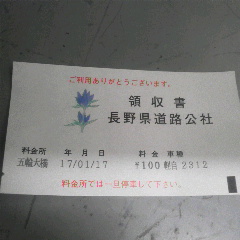 ご利用ありがとうございます。
領収書
長野県道路公社
料金所 年月日 料金 車種
五輪大橋 17/01/17 ¥100 軽自 2312
料金所では一旦停車して下さい。